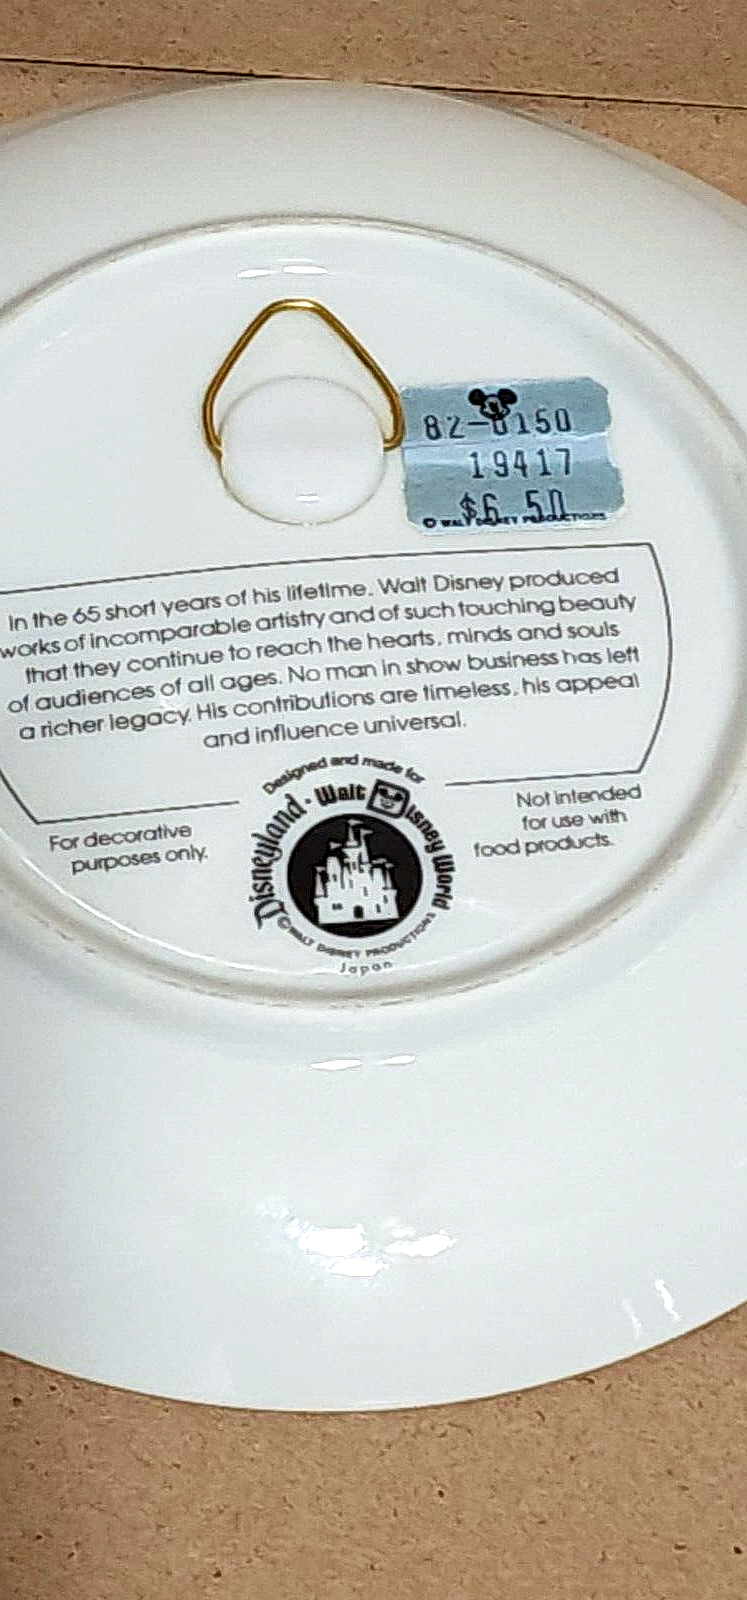 82-0150
19417
$6.50
© WALT DISNEY PRODUCTIONS
In the 65 short years of his lifetime, Walt Disney produced
works of incomparable artistry and of such touching beauty
that they continue to reach the hearts, minds and souls
of audiences of all ages. No man in show business has left
a richer legacy. His contributions are timeless, his appeal
and influence universal.
Designed and made for
Disneyland · Walt Disney World
© WALT DISNEY PRODUCTIONS
Japan
For decorative
purposes only.
Not intended
for use with
food products.